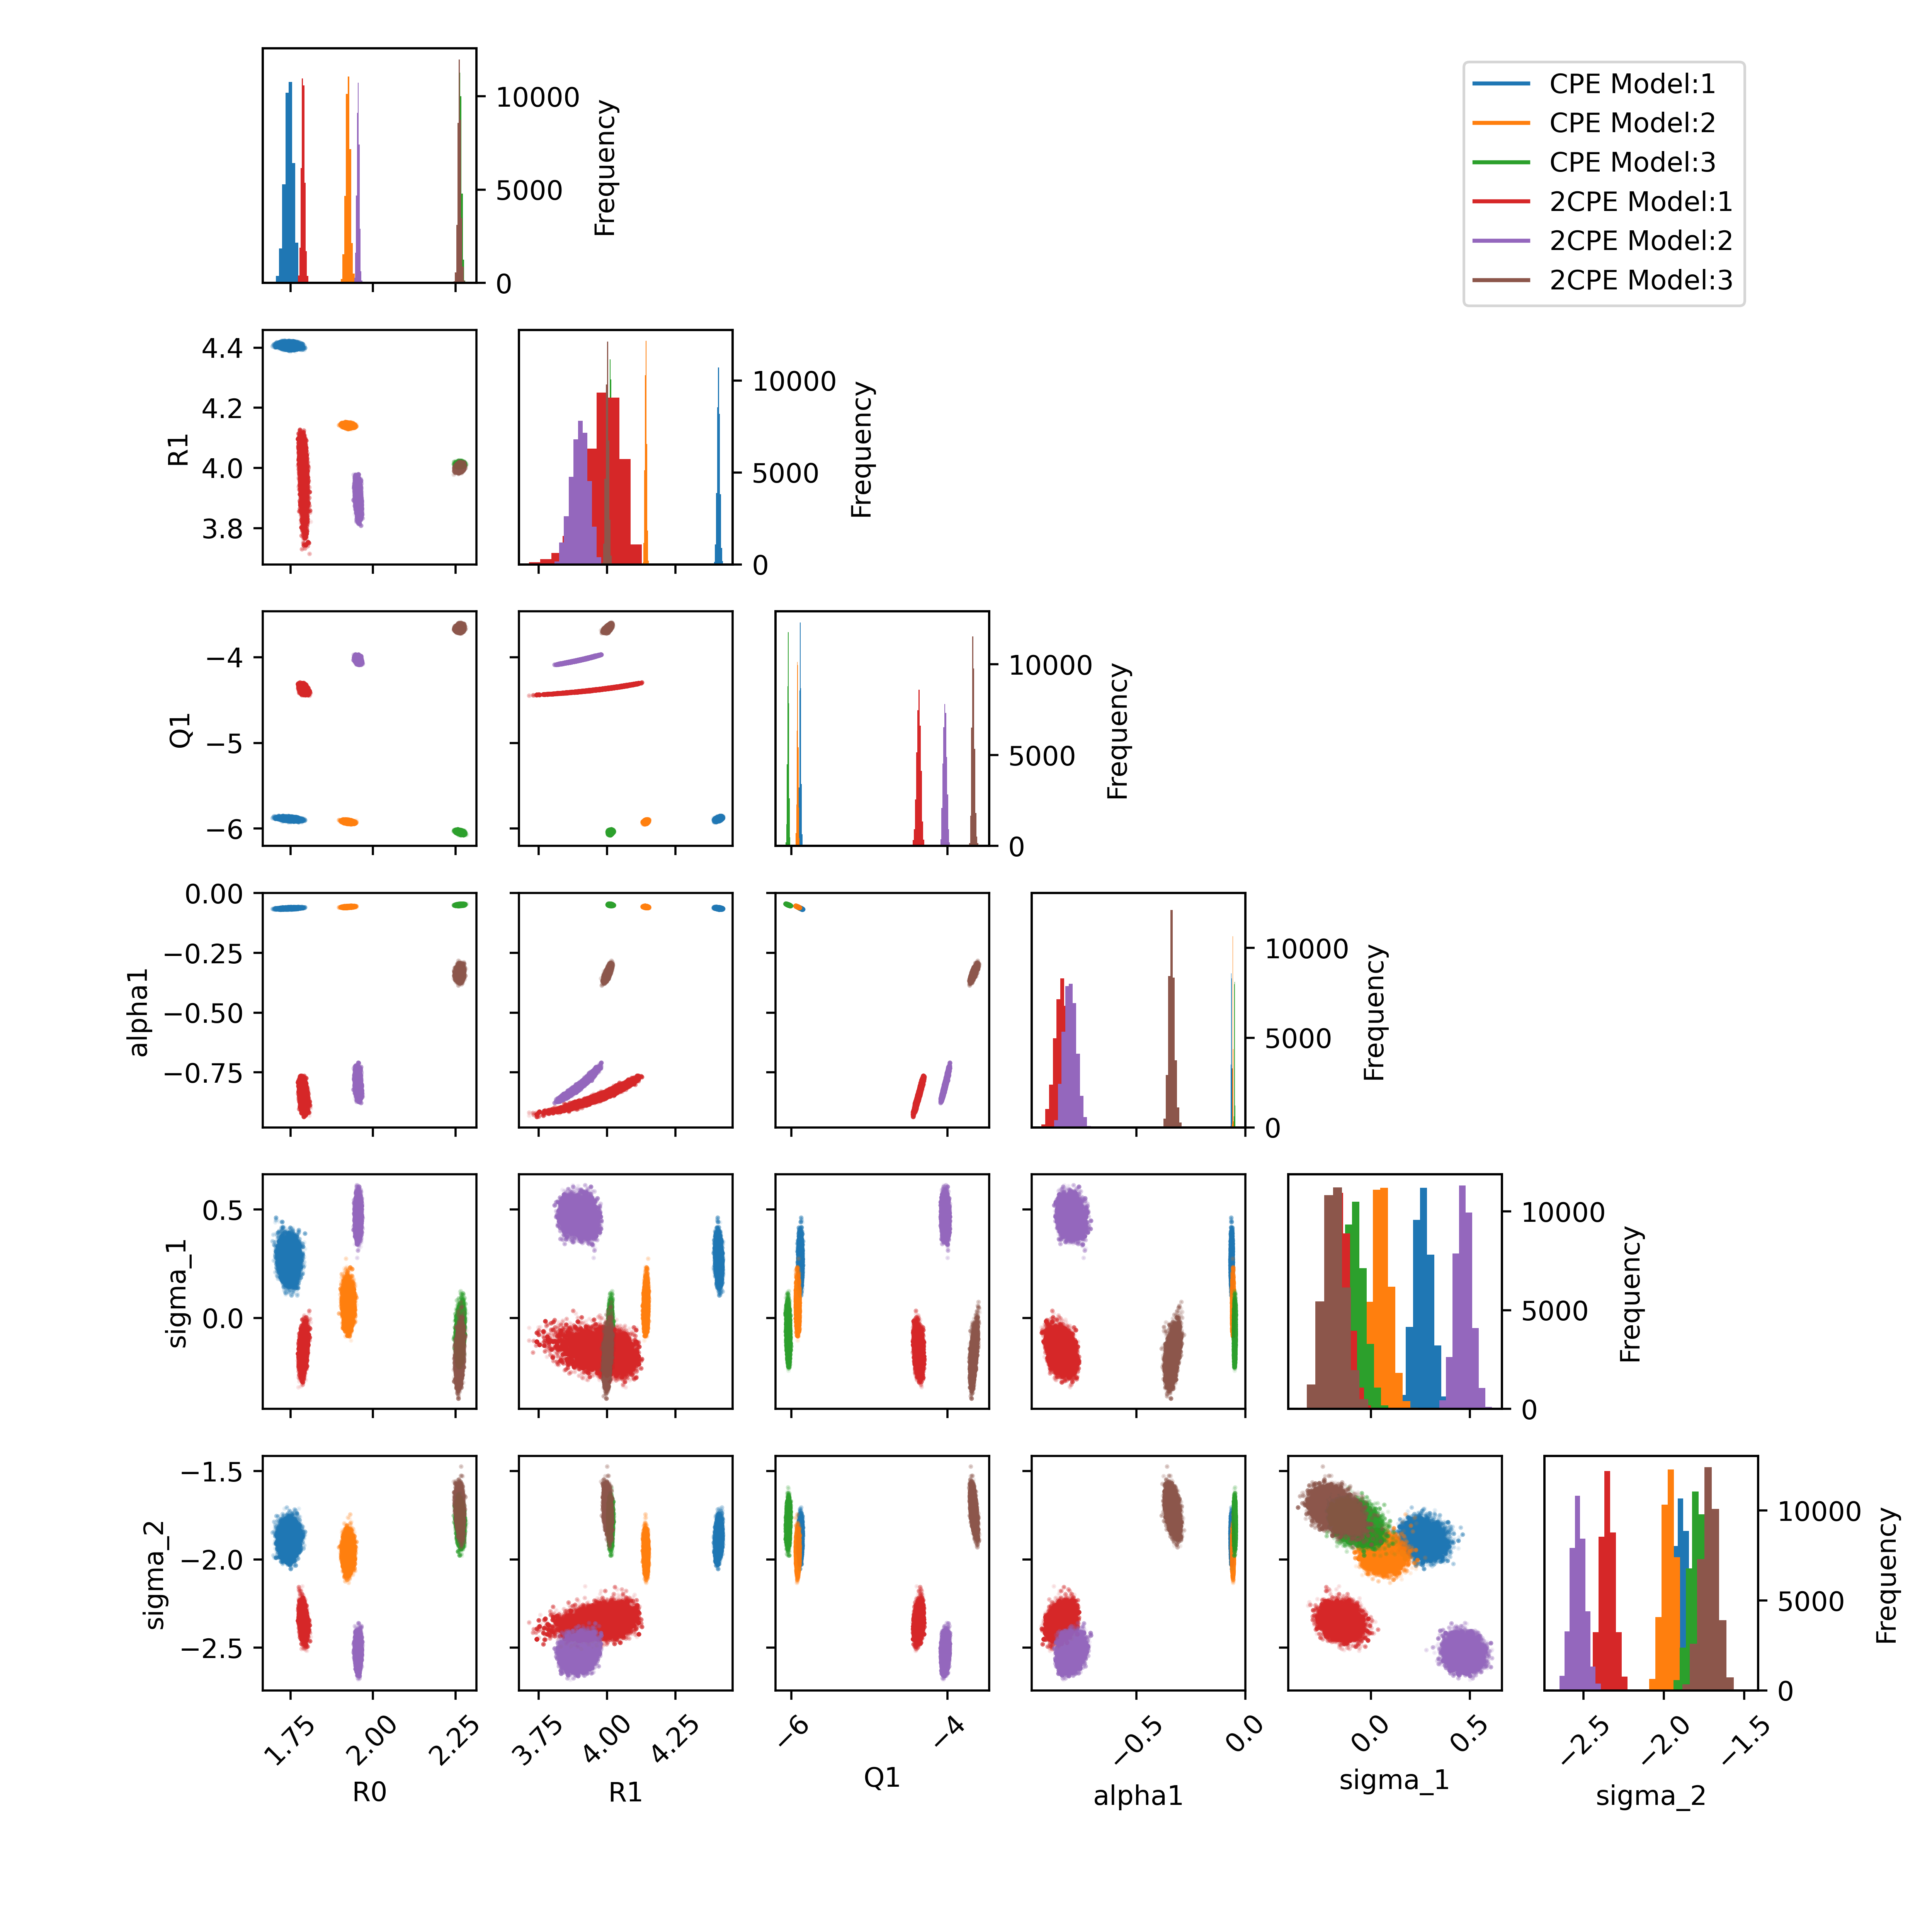 CPE Model:1
CPE Model:2
CPE Model:3
2CPE Model:1
2CPE Model:2
2CPE Model:3
10000
5000
0
Frequency
4.4
4.2
4.0
3.8
R1
10000
5000
0
Frequency
−4
−5
−6
Q1
10000
5000
0
Frequency
0.00
−0.25
−0.50
−0.75
alpha1
10000
5000
0
Frequency
0.5
0.0
sigma_1
10000
5000
0
Frequency
−1.5
−2.0
−2.5
sigma_2
10000
5000
0
Frequency
1.75 2.00 2.25
R0
3.75 4.00 4.25
R1
−6 −4
Q1
−0.5 0.0
alpha1
0.0 0.5
sigma_1
−2.5 −2.0 −1.5
sigma_2